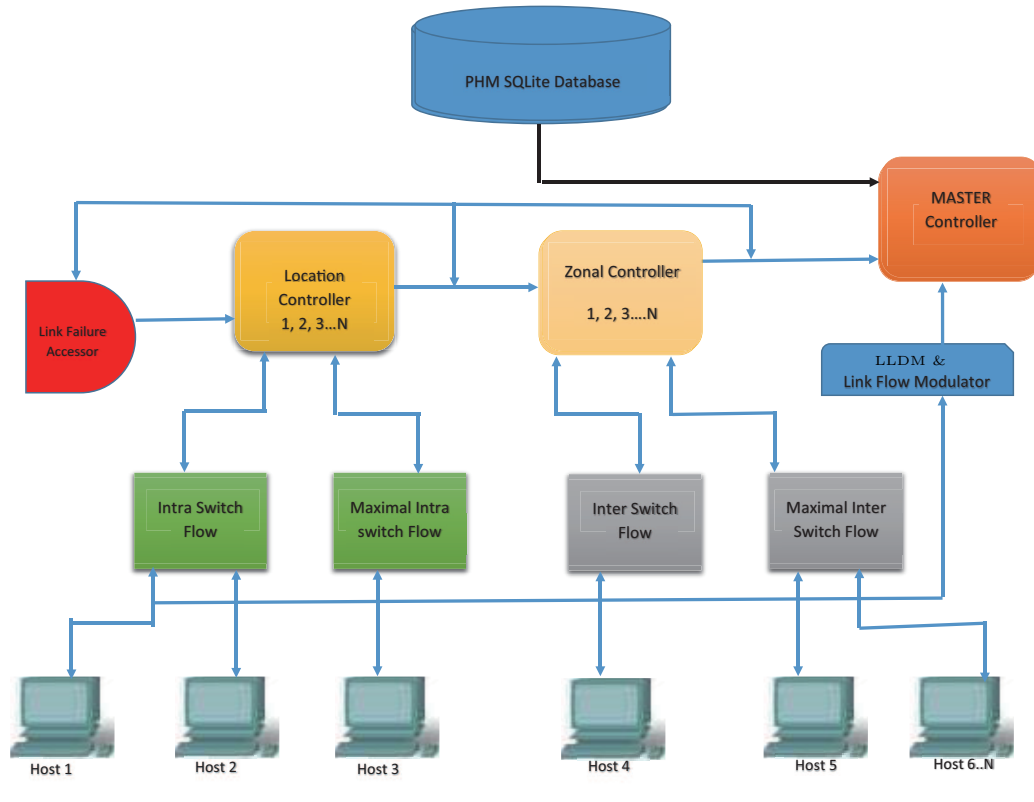 PHM SQLite Database
MASTER
Controller
Location
Controller
1, 2, 3...N
Zonal Controller
1, 2, 3....N
Link Failure
Accessor
LLDM &
Link Flow Modulator
Intra Switch
Flow
Maximal Intra
switch Flow
Inter Switch
Flow
Maximal Inter
Switch Flow
Host 1
Host 2
Host 3
Host 4
Host 5
Host 6..N